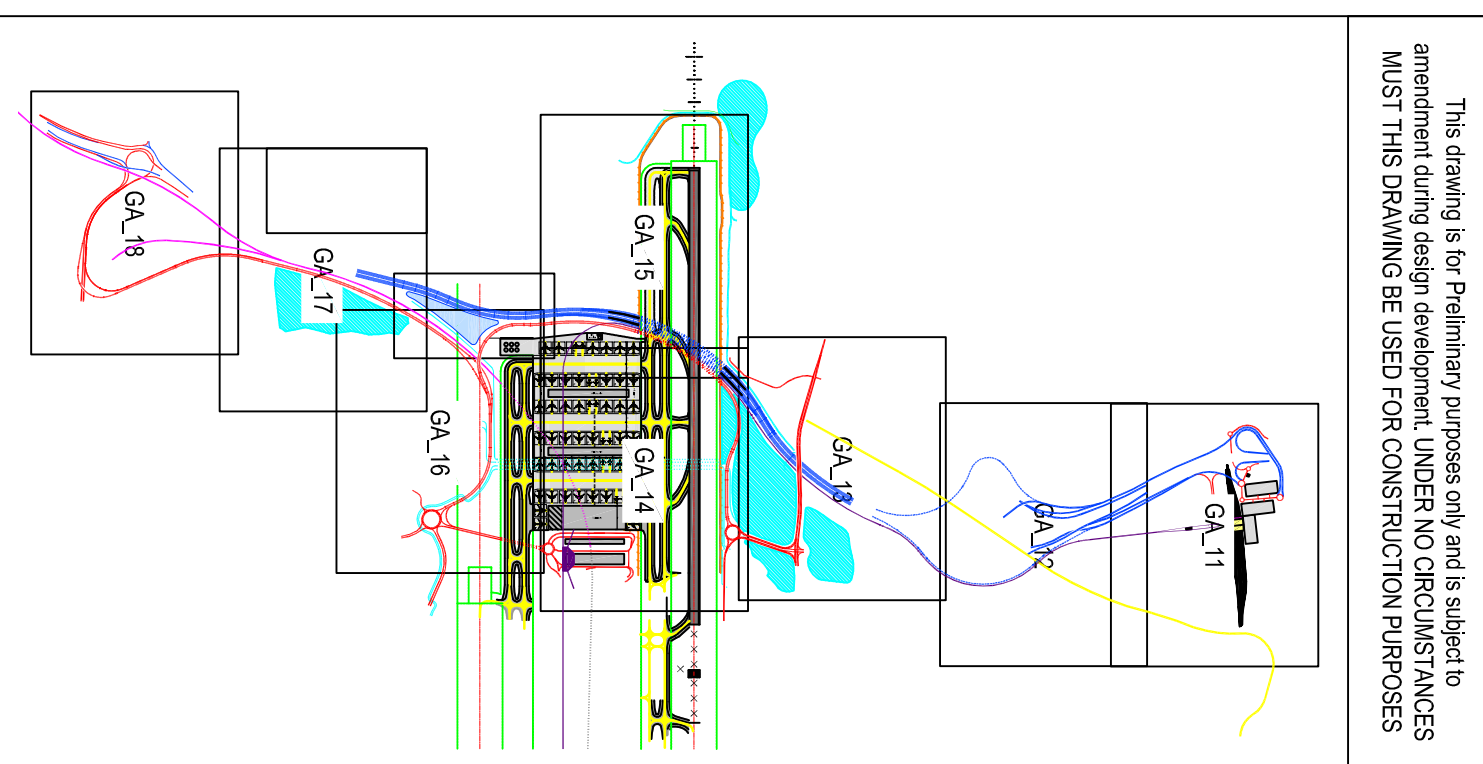 This drawing is for Preliminary purposes only and is subject to
amendment during design development. UNDER NO CIRCUMSTANCES
MUST THIS DRAWING BE USED FOR CONSTRUCTION PURPOSES
GA_11
GA_12
GA_13
GA_14
GA_15
GA_16
GA_17
GA_18